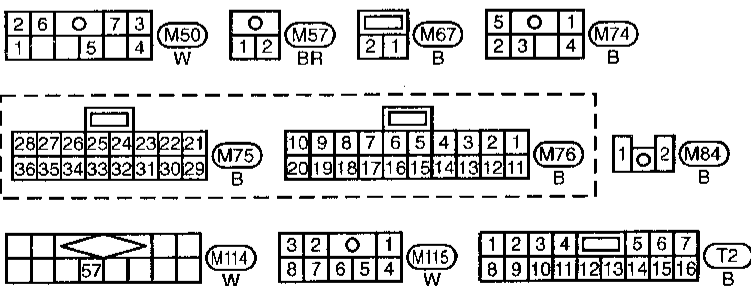 2 6 7 3
1 5 4
M50
W
1 2
M57
BR
2 1
M67
B
5 1
2 3 4
M74
B
28 27 26 25 24 23 22 21
36 35 34 33 32 31 30 29
M75
B
10 9 8 7 6 5 4 3 2 1
20 19 18 17 16 15 14 13 12 11
M76
B
1 2
M84
B
57
M114
W
3 2 1
8 7 6 5 4
M115
W
1 2 3 4 5 6 7
8 9 10 11 12 13 14 15 16
T2
B